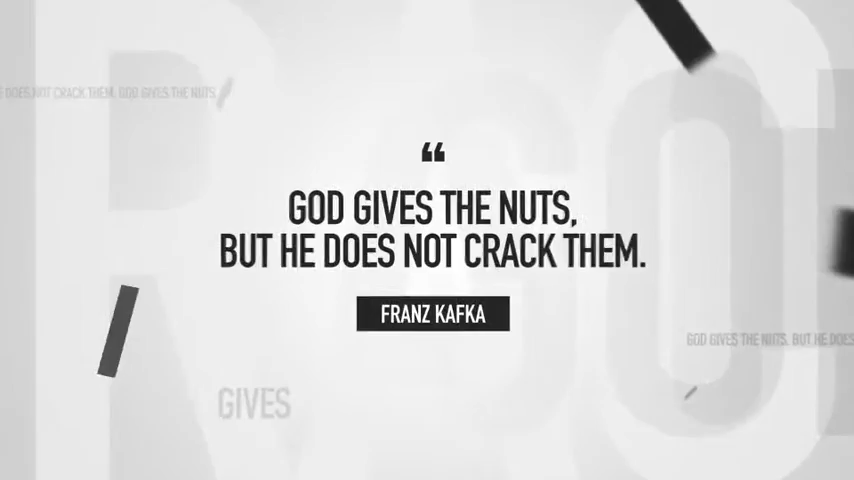 E DOES NOT CRACK THEM. GOD GIVES THE NUTS,
“
GOD GIVES THE NUTS,
BUT HE DOES NOT CRACK THEM.
FRANZ KAFKA
GOD GIVES THE NUTS, BUT HE DOES
GIVES